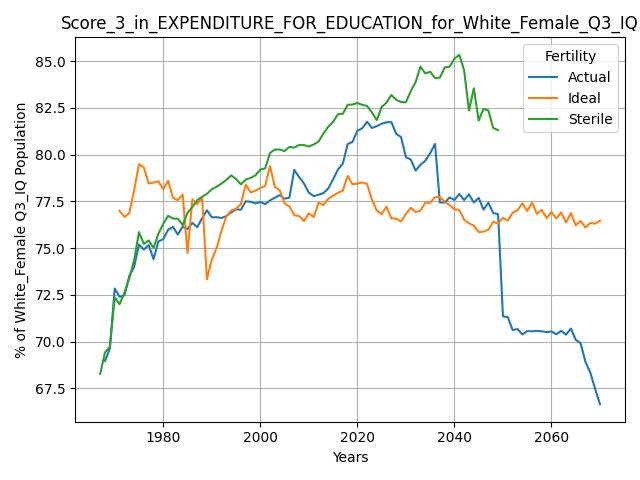 Score_3_in_EXPENDITURE_FOR_EDUCATION_for_White_Female_Q3_IQ
% of White_Female Q3_IQ Population
85.0
82.5
80.0
77.5
75.0
72.5
70.0
67.5
Fertility
Actual
Ideal
Sterile
1980 2000 2020 2040 2060
Years